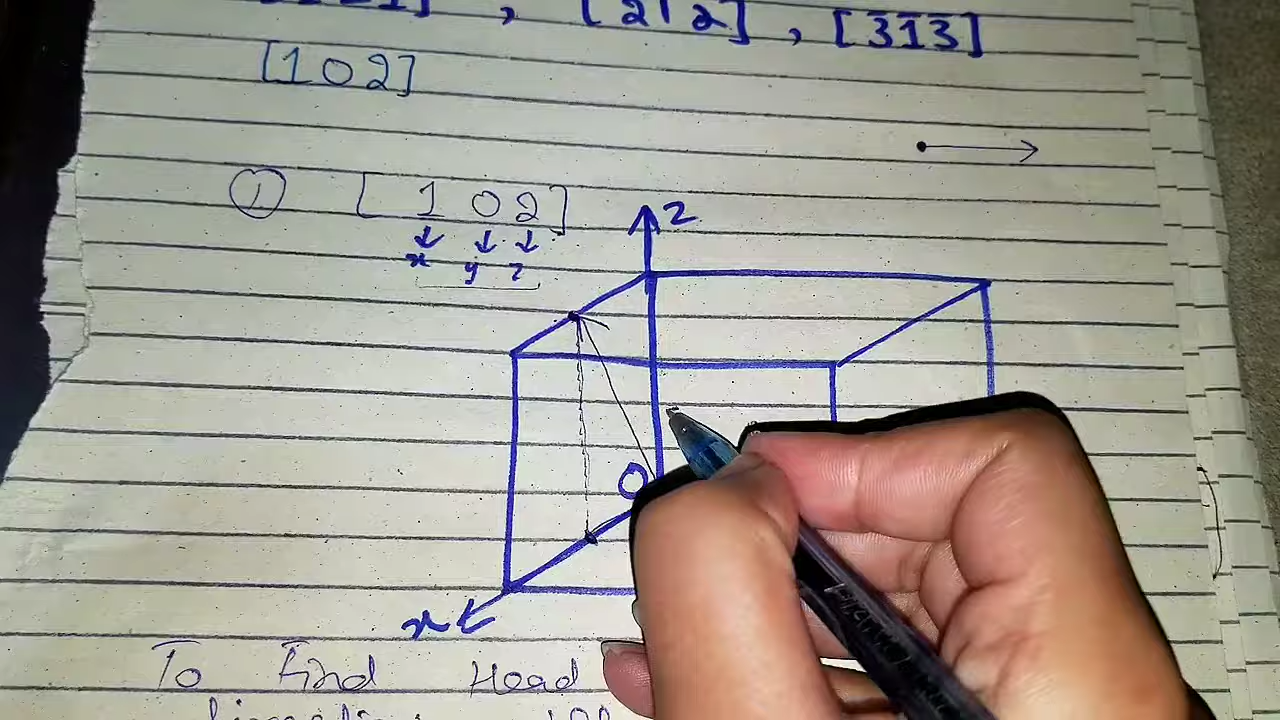 [2 1 2] , [3̅ 1̅ 3̅]
[1 0 2]
① [ 1 0 2 ]
↓ ↓ ↓
x y z
z
O
x
To Find Head